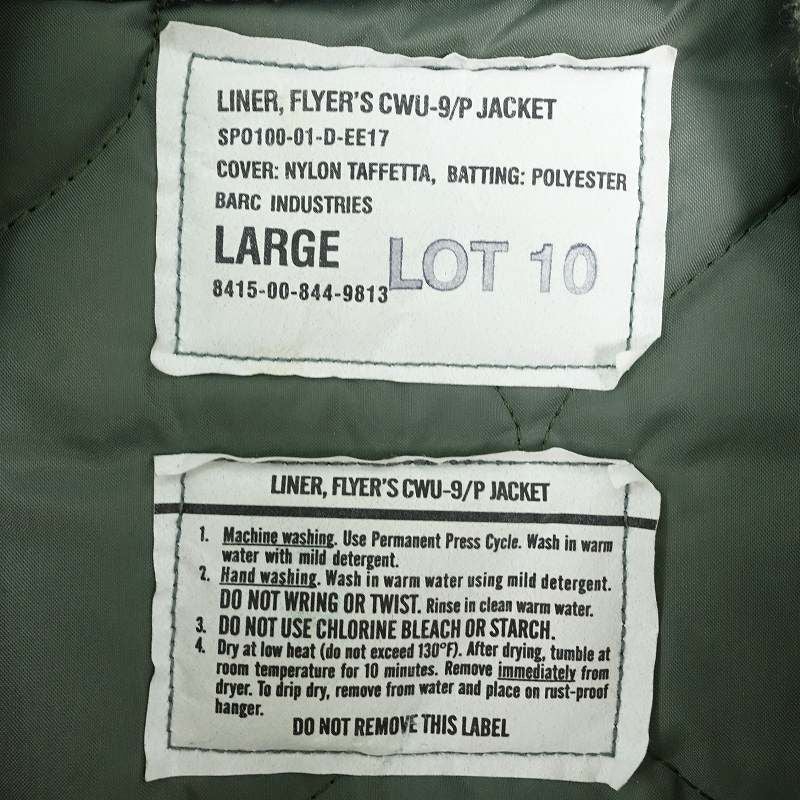 LINER, FLYER'S CWU-9/P JACKET
SPO100-01-D-EE17
COVER: NYLON TAFFETTA, BATTING: POLYESTER
BARC INDUSTRIES
LARGE LOT 10
8415-00-844-9813
LINER, FLYER'S CWU-9/P JACKET
1. Machine washing. Use Permanent Press Cycle. Wash in warm
water with mild detergent.
2. Hand washing. Wash in warm water using mild detergent.
DO NOT WRING OR TWIST. Rinse in clean warm water.
3. DO NOT USE CHLORINE BLEACH OR STARCH.
4. Dry at low heat (do not exceed 130°F). After drying, tumble at
room temperature for 10 minutes. Remove immediately from
dryer. To drip dry, remove from water and place on rust-proof
hanger.
DO NOT REMOVE THIS LABEL